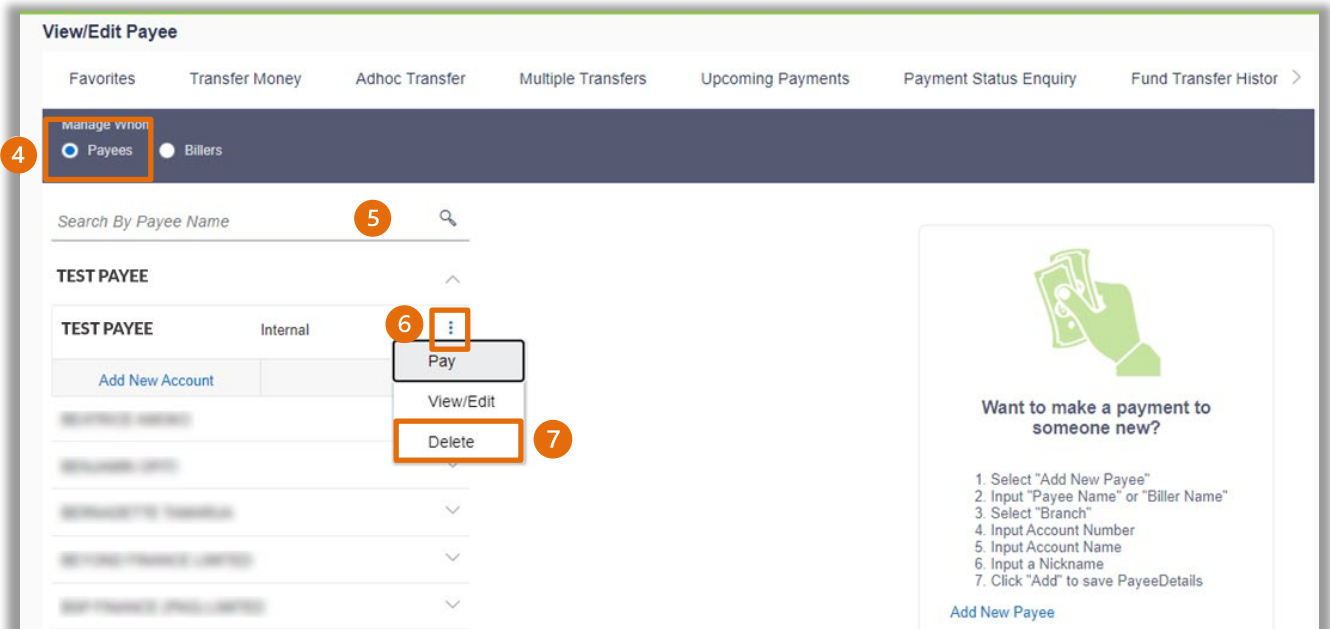 View/Edit Payee
Favorites Transfer Money Adhoc Transfer Multiple Transfers Upcoming Payments Payment Status Enquiry Fund Transfer Histor
Manage Whom
4
Payees Billers
Search By Payee Name 5
TEST PAYEE
TEST PAYEE Internal 6
Pay
Add New Account
View/Edit
Delete 7
Want to make a payment to
someone new?
1. Select "Add New Payee"
2. Input "Payee Name" or "Biller Name"
3. Select "Branch"
4. Input Account Number
5. Input Account Name
6. Input a Nickname
7. Click "Add" to save PayeeDetails
Add New Payee